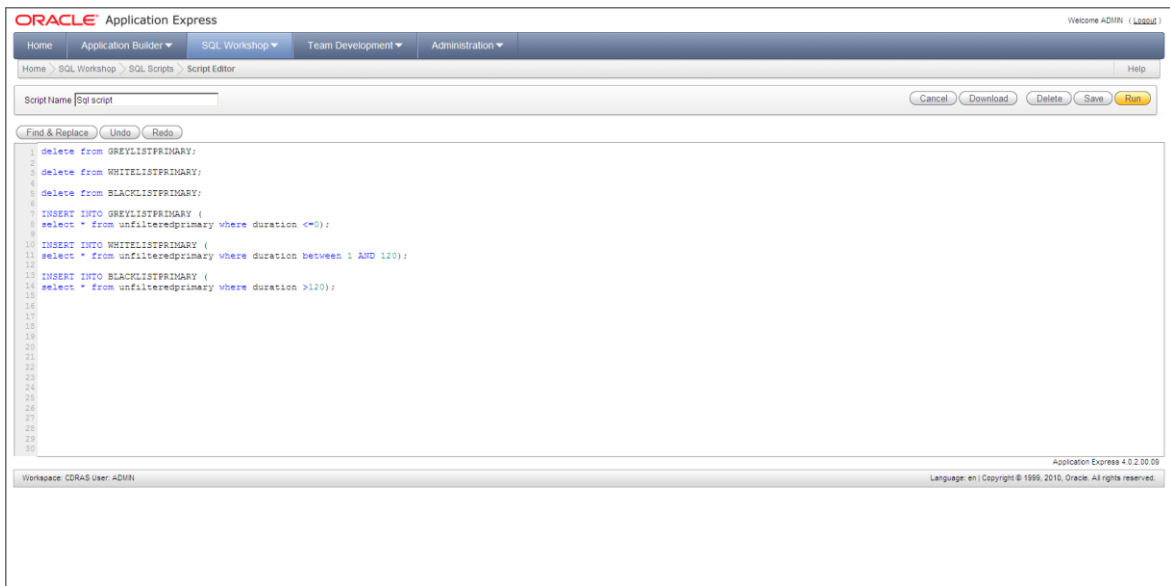 ORACLE Application Express
Welcome ADMIN ( Logout )
Home Application Builder SQL Workshop Team Development Administration
Home SQL Workshop SQL Scripts Script Editor Help
Script Name Sql script Cancel Download Delete Save Run
Find & Replace Undo Redo
1 delete from GREYLISTPRIMARY;
2
3 delete from WHITELISTPRIMARY;
4
5 delete from BLACKLISTPRIMARY;
6
7 INSERT INTO GREYLISTPRIMARY (
8 select * from unfilteredprimary where duration <=0);
9
10 INSERT INTO WHITELISTPRIMARY (
11 select * from unfilteredprimary where duration between 1 AND 120);
12
13 INSERT INTO BLACKLISTPRIMARY (
14 select * from unfilteredprimary where duration >120);
15
16
17
18
19
20
21
22
23
24
25
26
27
28
29
30
Application Express 4.0.2.00.09
Workspace: CDRAS User: ADMIN Language: en | Copyright © 1999, 2010, Oracle. All rights reserved.